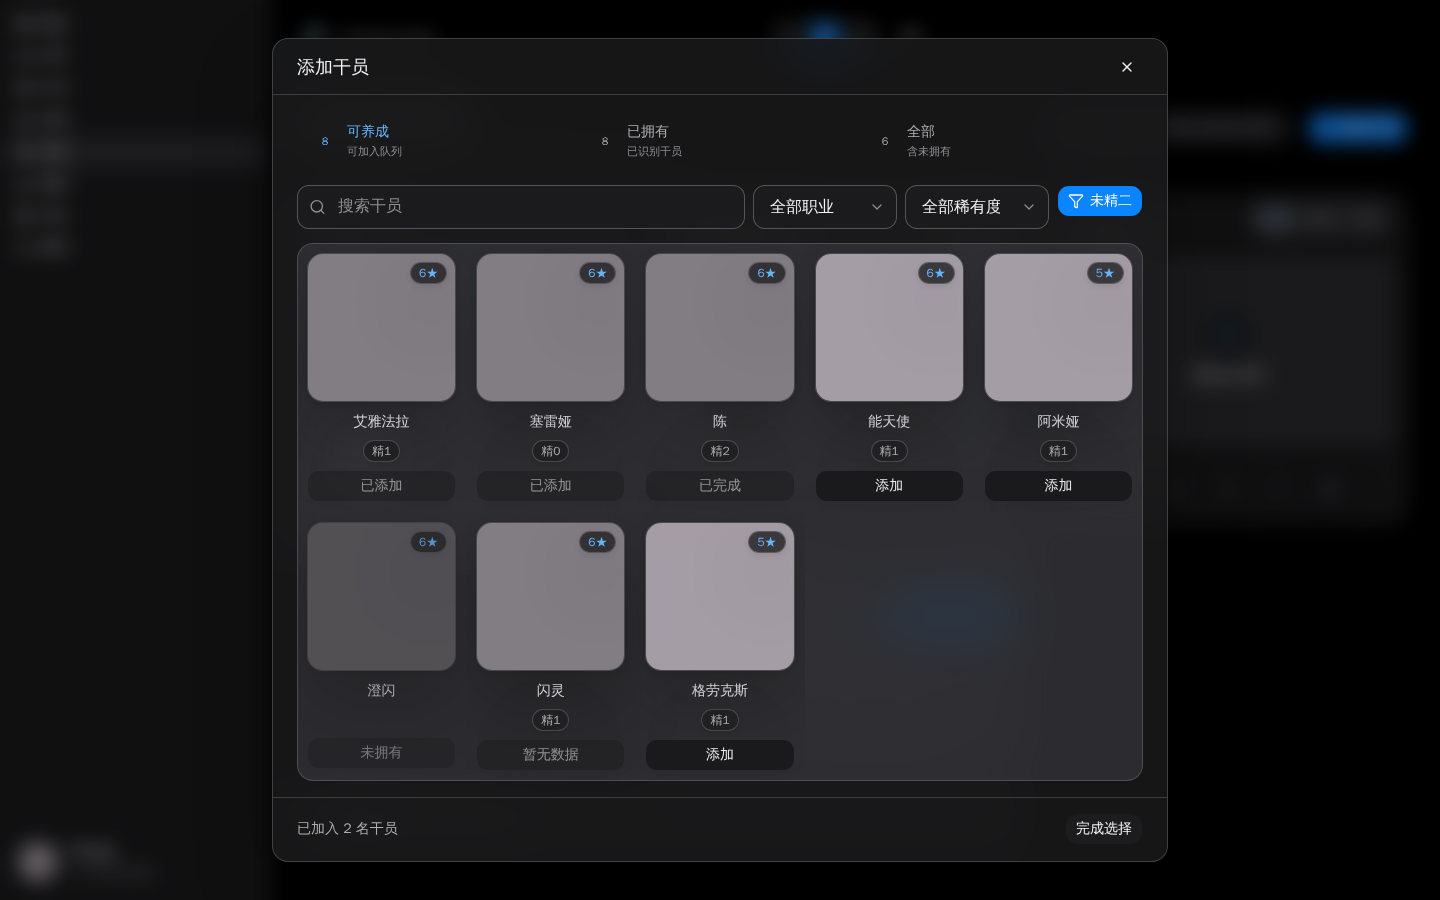 添加干员
8 可养成
可加入队列
8 已拥有
已识别干员
6 全部
含未拥有
搜索干员
全部职业
全部稀有度
未精二
6★
6★
6★
6★
5★
艾雅法拉
塞雷娅
陈
能天使
阿米娅
精1
精0
精2
精1
精1
已添加
已添加
已完成
添加
添加
6★
6★
5★
澄闪
闪灵
格劳克斯
精1
精1
未拥有
暂无数据
添加
已加入 2 名干员
完成选择